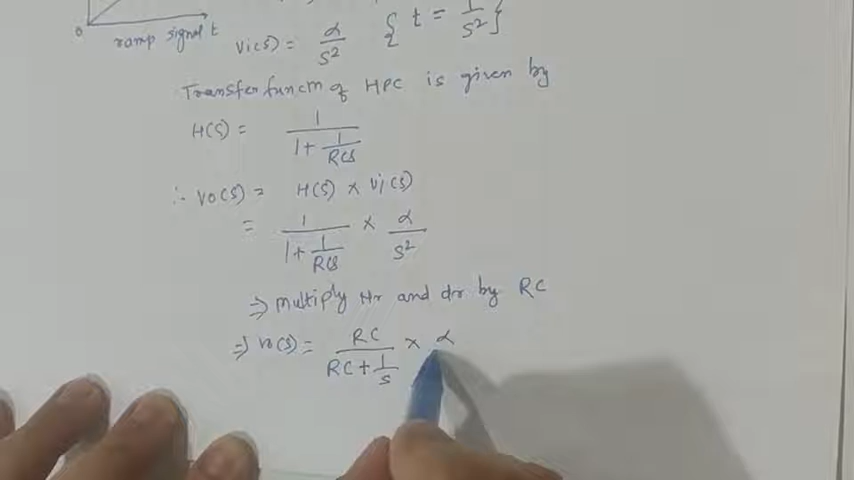 0
ramp signal t
Vi(s) = α/s² { t = 1/s² }
Transfer functn of HPC is given by
H(s) = 1/(1 + 1/RCS)
∴ Vo(s) = H(s) × Vi(s)
= 1/(1 + 1/RCS) × α/s²
⇒ multiply Nr and dr by RC
⇒ Vo(s) = RC/(RC + 1/s) × α